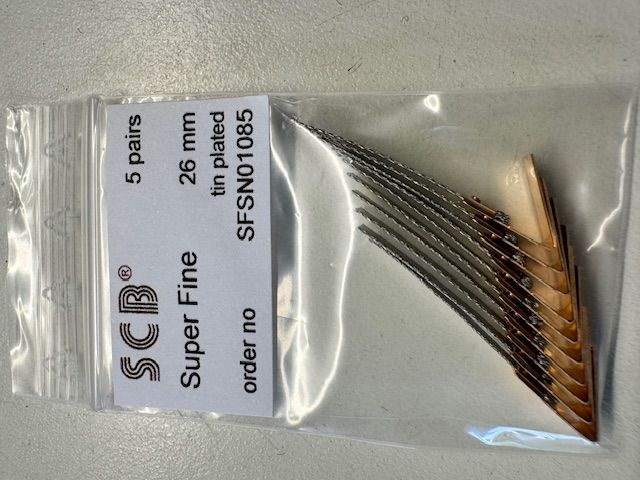 SCB® 5 pairs
Super Fine 26 mm
tin plated
order no SFSN01085